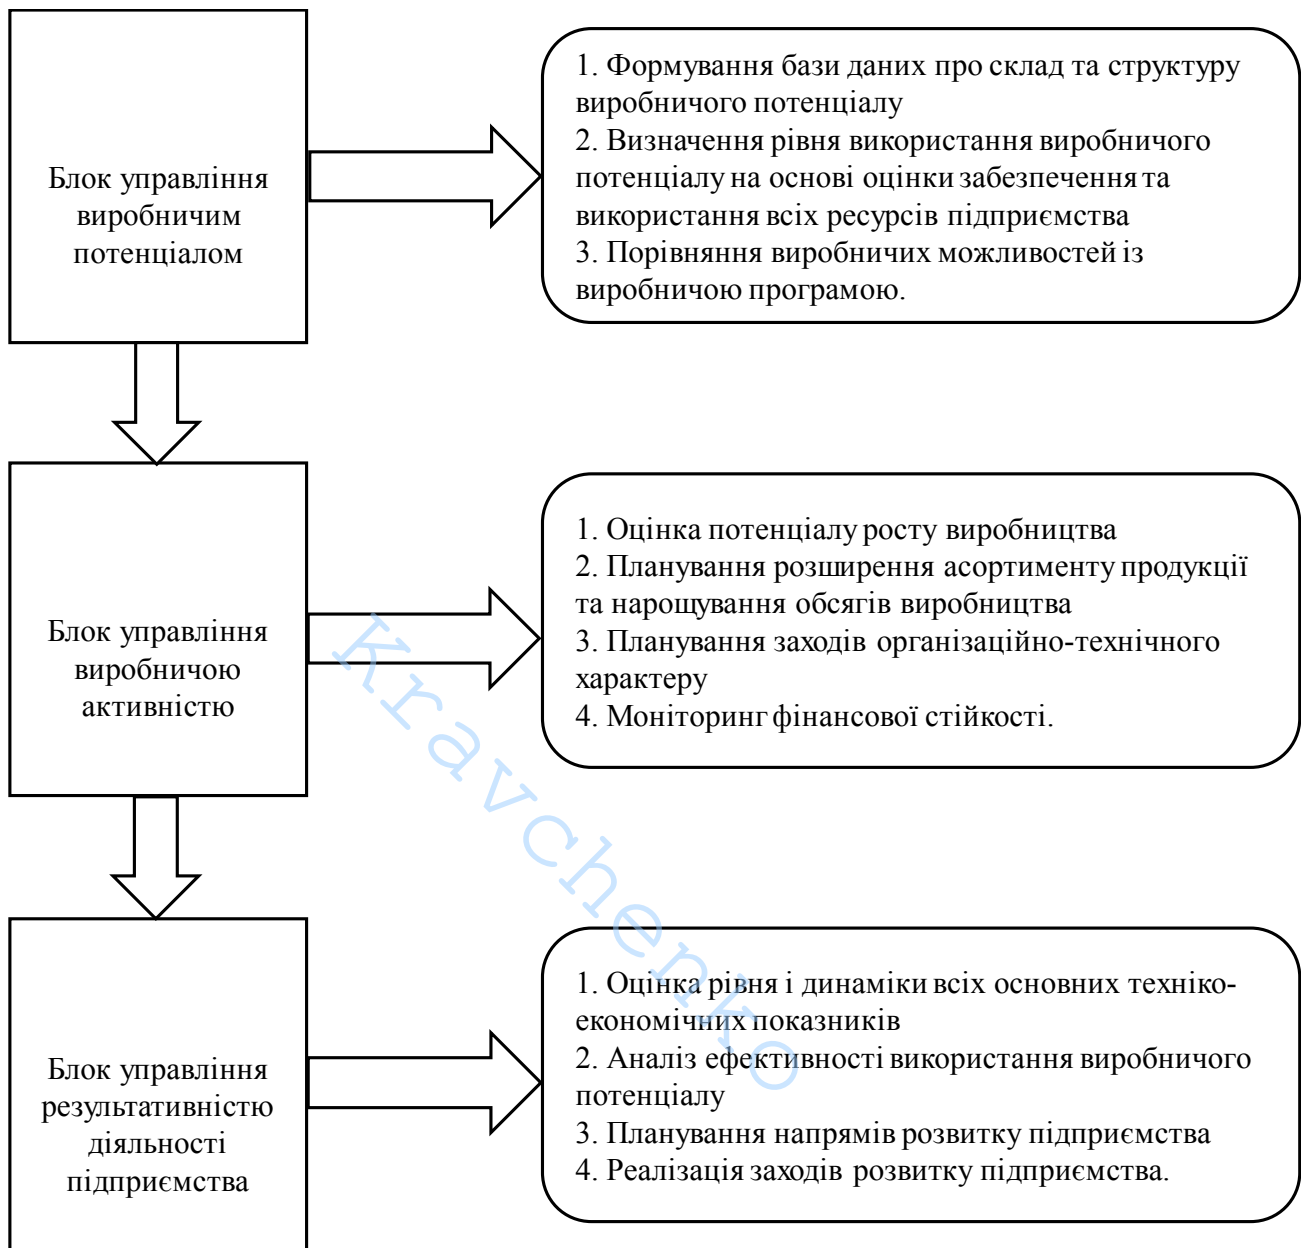 Блок управління
виробничим
потенціалом
1. Формування бази даних про склад та структуру
виробничого потенціалу
2. Визначення рівня використання виробничого
потенціалу на основі оцінки забезпечення та
використання всіх ресурсів підприємства
3. Порівняння виробничих можливостей із
виробничою програмою.
Блок управління
виробничою
активністю
1. Оцінка потенціалу росту виробництва
2. Планування розширення асортименту продукції
та нарощування обсягів виробництва
3. Планування заходів організаційно-технічного
характеру
4. Моніторинг фінансової стійкості.
Блок управління
результативністю
діяльності
підприємства
1. Оцінка рівня і динаміки всіх основних техніко-
економічних показників
2. Аналіз ефективності використання виробничого
потенціалу
3. Планування напрямів розвитку підприємства
4. Реалізація заходів розвитку підприємства.
Kravchenko